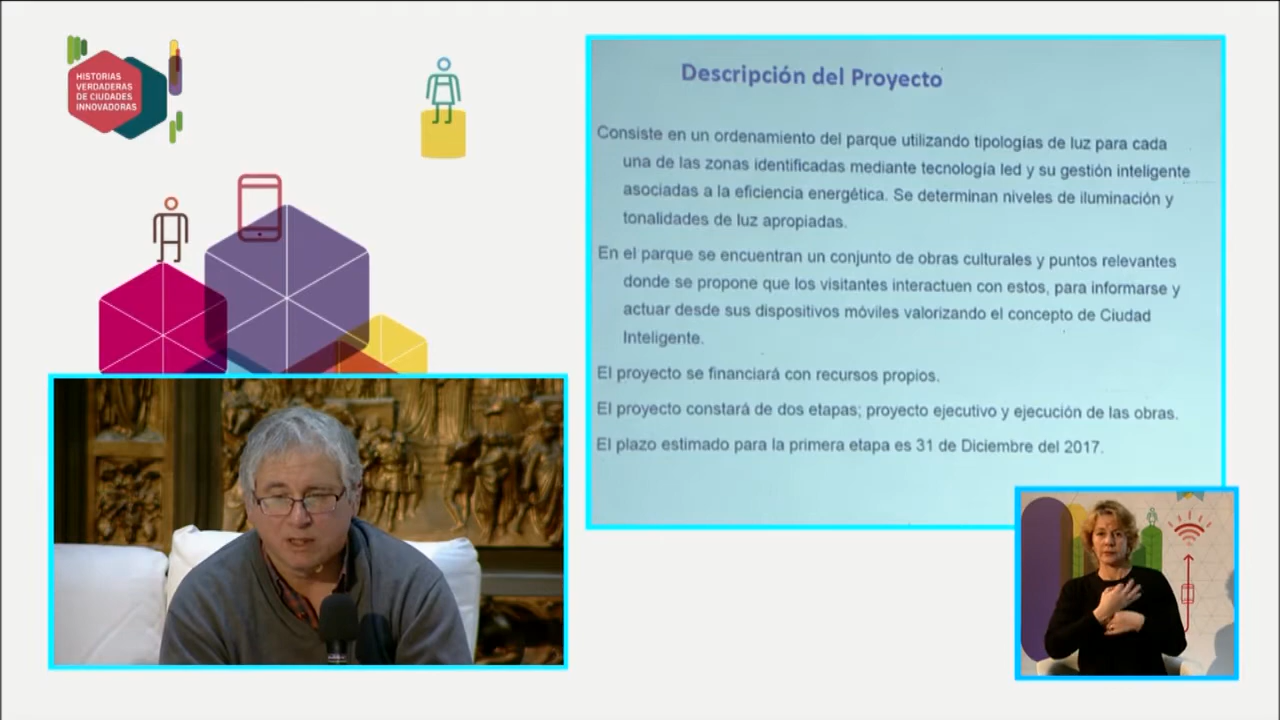 HISTORIAS
VERDADERAS
DE CIUDADES
INNOVADORAS
Descripción del Proyecto
Consiste en un ordenamiento del parque utilizando tipologías de luz para cada
una de las zonas identificadas mediante tecnología led y su gestión inteligente
asociadas a la eficiencia energética. Se determinan niveles de iluminación y
tonalidades de luz apropiadas.
En el parque se encuentran un conjunto de obras culturales y puntos relevantes
donde se propone que los visitantes interactuen con estos, para informarse y
actuar desde sus dispositivos móviles valorizando el concepto de Ciudad
Inteligente.
El proyecto se financiará con recursos propios.
El proyecto constará de dos etapas; proyecto ejecutivo y ejecución de las obras.
El plazo estimado para la primera etapa es 31 de Diciembre del 2017.